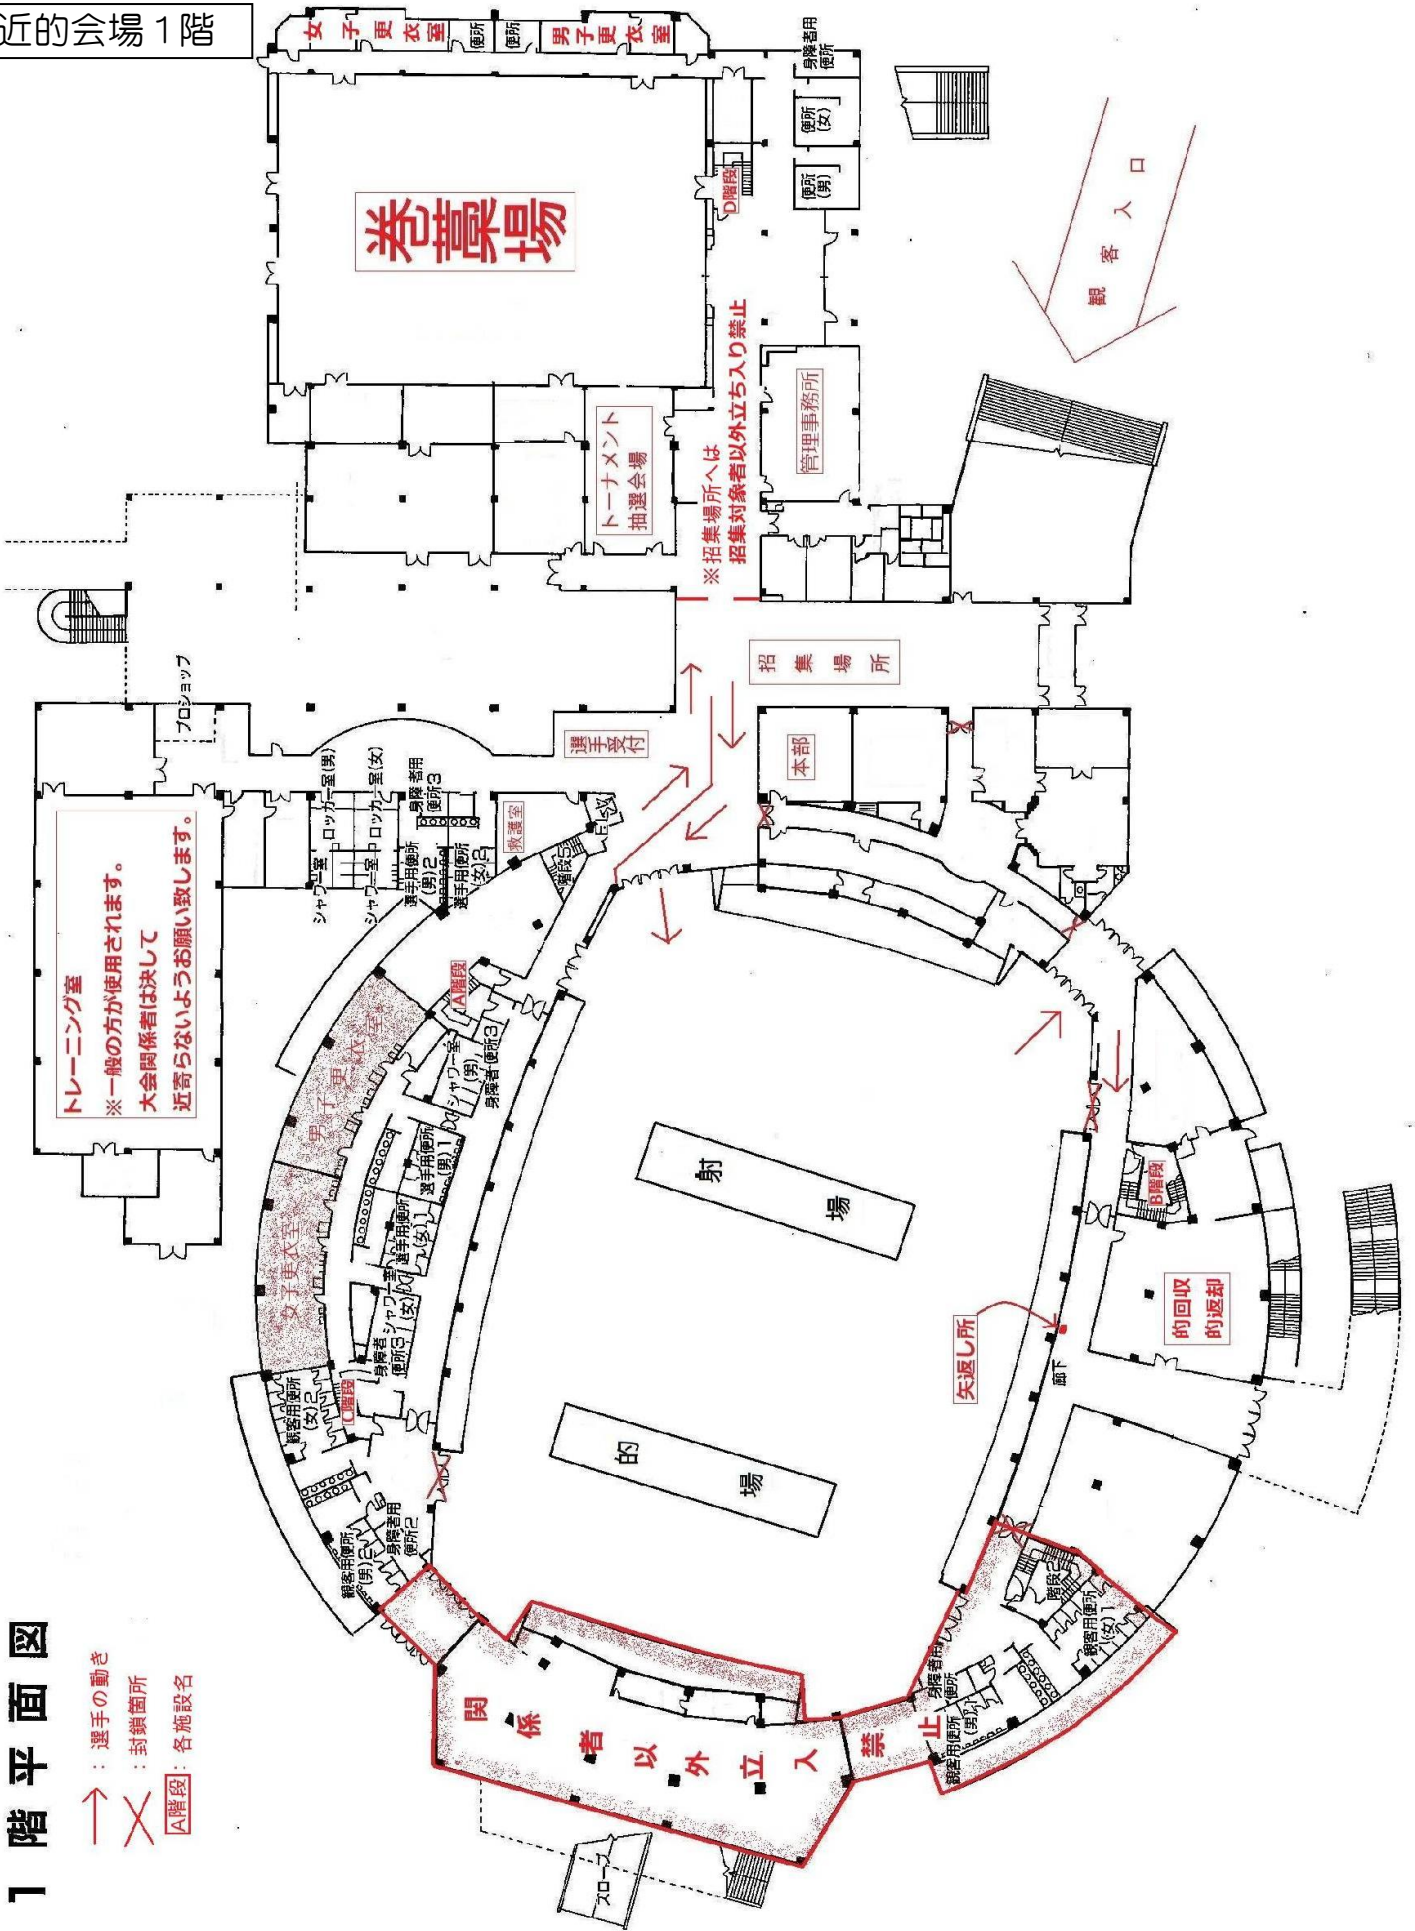 近的会場１階
1階平面図
→：選手の動き
×：封鎖箇所
A階段：各施設名
トレーニング室
※一般の方が使用されます。
大会関係者は決して
近寄らないようお願い致します。
プロショップ
シャワー室
ロッカー室(男)
シャワー室
ロッカー室(女)
選手用便所
(男)2
身障者用
便所3
選手用便所
(女)2
救護室
階段5
選手受付
女子更衣室
便所
便所
男子更衣室
身障者用
便所
巻藁場
便所
(女)
便所
(男)
D階段
トーナメント
抽選会場
※招集場所へは
招集対象者以外立ち入り禁止
管理事務所
観客入口
招集場所
本部
男子更衣室
女子更衣室
A階段
シャワー室
(男)
身障者便所3
選手用便所
(男)1
選手用便所
(女)1
シャワー室
(女)
身障者
便所3
C階段
観客用便所
(女)2
観客用便所
(男)2
身障者用
便所2
射場
的場
矢返し所
廊下
B階段
的回収
的返却
関係者以外立入禁止
階段2
観客用便所
(女)1
身障者用
便所
観客用便所
(男)1
スロープ